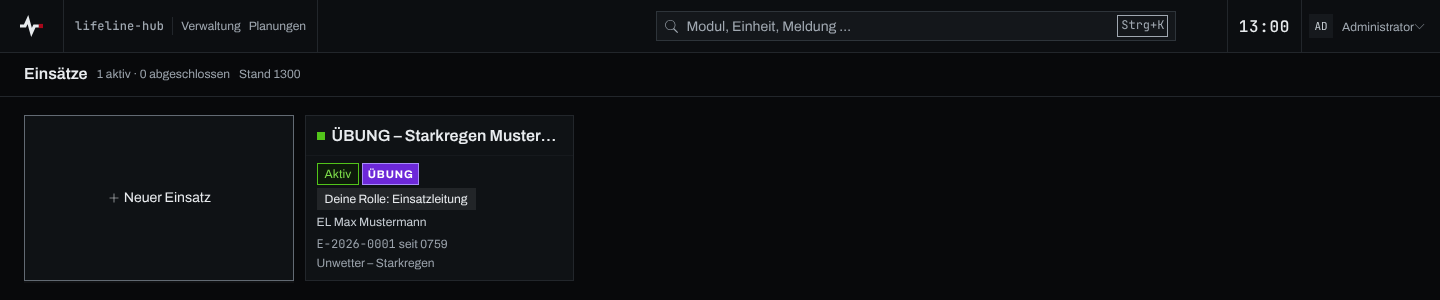 lifeline-hub Verwaltung Planungen Modul, Einheit, Meldung ... Strg+K 13:00 AD Administrator
Einsätze 1 aktiv · 0 abgeschlossen Stand 1300
+ Neuer Einsatz
ÜBUNG – Starkregen Muster...
Aktiv ÜBUNG
Deine Rolle: Einsatzleitung
EL Max Mustermann
E-2026-0001 seit 0759
Unwetter – Starkregen